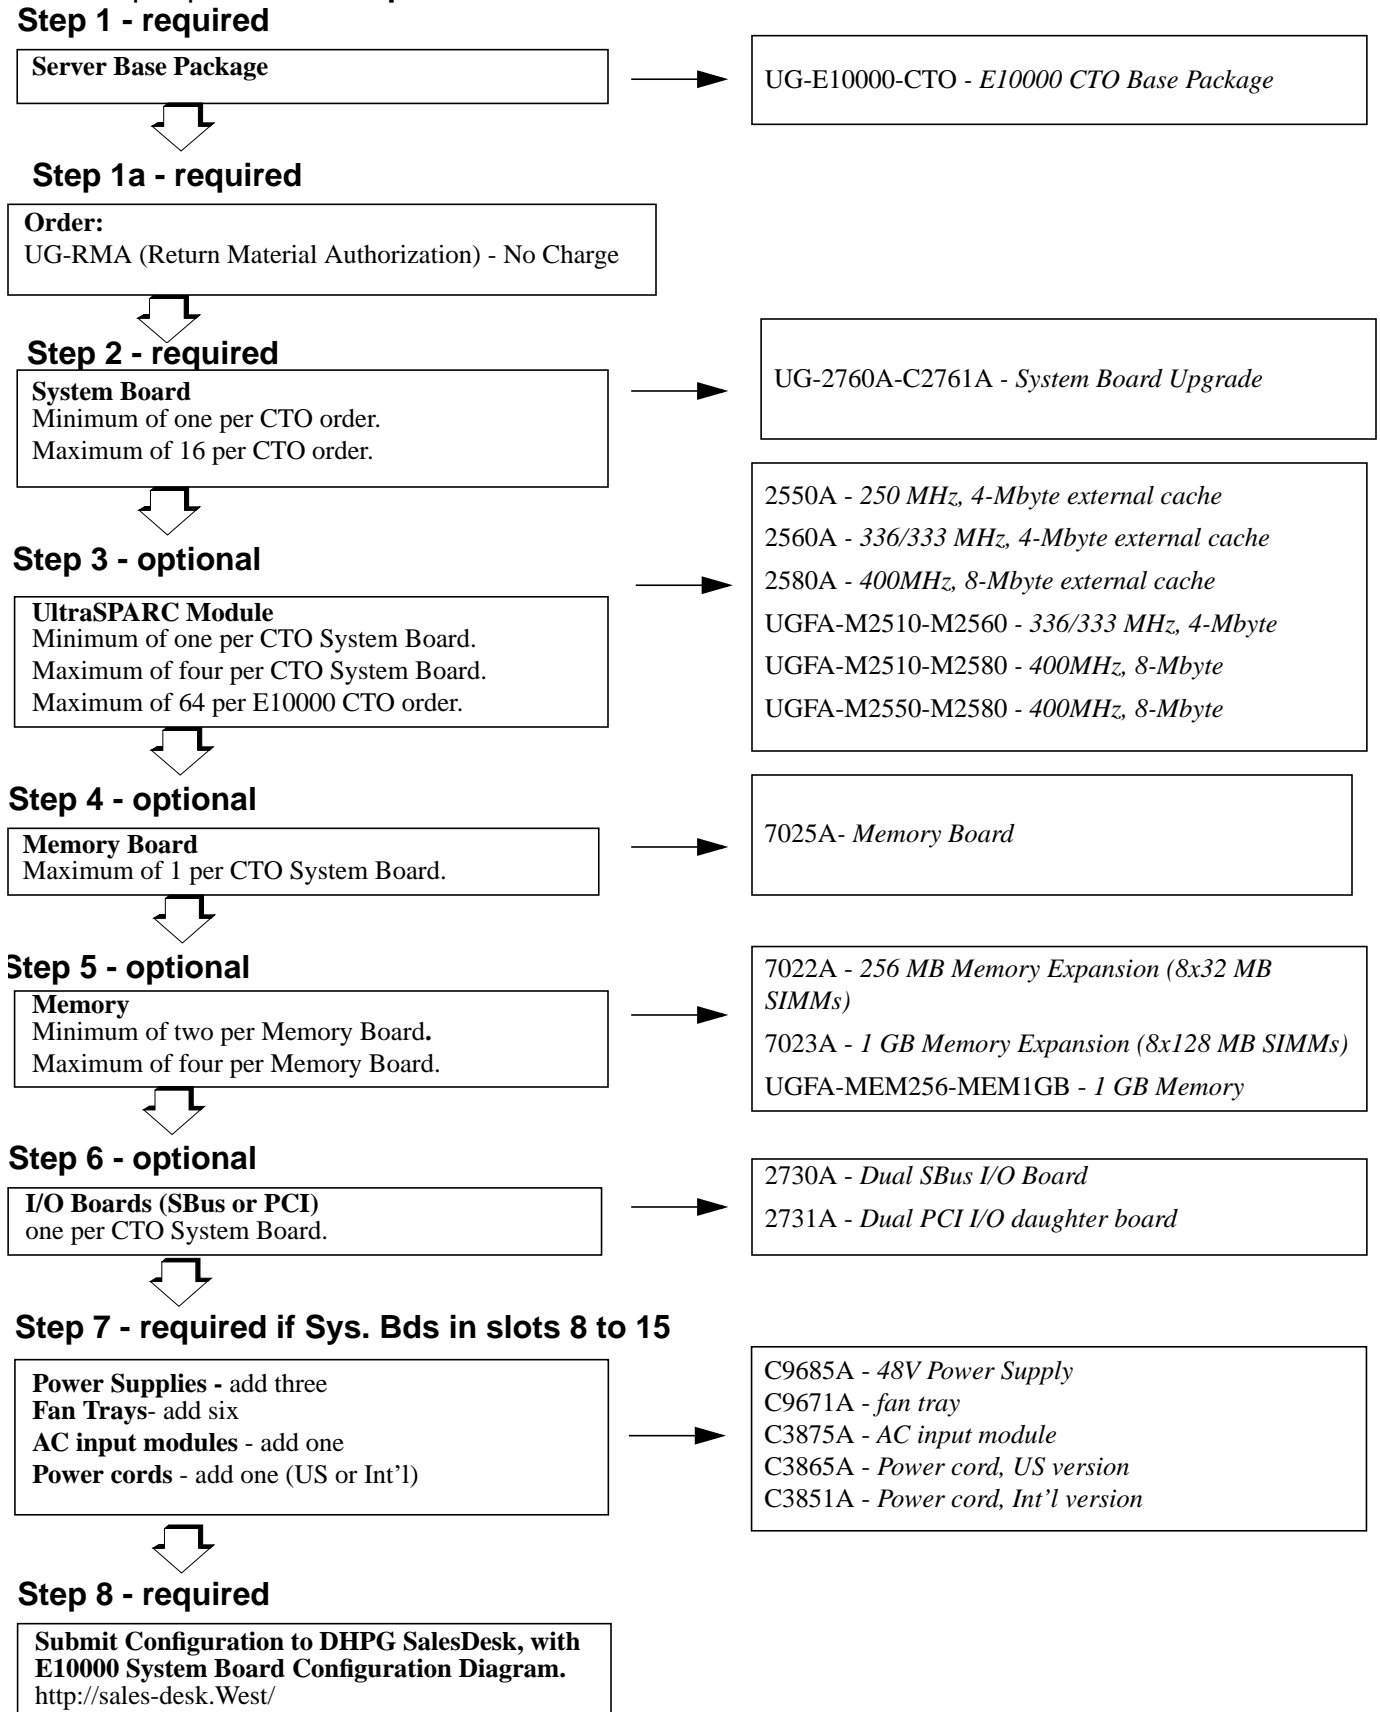 Step 1 - required
Server Base Package
UG-E10000-CTO - E10000 CTO Base Package
Step 1a - required
Order:
UG-RMA (Return Material Authorization) - No Charge
Step 2 - required
System Board
Minimum of one per CTO order.
Maximum of 16 per CTO order.
UG-2760A-C2761A - System Board Upgrade
Step 3 - optional
UltraSPARC Module
Minimum of one per CTO System Board.
Maximum of four per CTO System Board.
Maximum of 64 per E10000 CTO order.
2550A - 250 MHz, 4-Mbyte external cache
2560A - 336/333 MHz, 4-Mbyte external cache
2580A - 400MHz, 8-Mbyte external cache
UGFA-M2510-M2560 - 336/333 MHz, 4-Mbyte
UGFA-M2510-M2580 - 400MHz, 8-Mbyte
UGFA-M2550-M2580 - 400MHz, 8-Mbyte
Step 4 - optional
Memory Board
Maximum of 1 per CTO System Board.
7025A- Memory Board
Step 5 - optional
Memory
Minimum of two per Memory Board.
Maximum of four per Memory Board.
7022A - 256 MB Memory Expansion (8x32 MB
SIMMs)
7023A - 1 GB Memory Expansion (8x128 MB SIMMs)
UGFA-MEM256-MEM1GB - 1 GB Memory
Step 6 - optional
I/O Boards (SBus or PCI)
one per CTO System Board.
2730A - Dual SBus I/O Board
2731A - Dual PCI I/O daughter board
Step 7 - required if Sys. Bds in slots 8 to 15
Power Supplies - add three
Fan Trays- add six
AC input modules - add one
Power cords - add one (US or Int'l)
C9685A - 48V Power Supply
C9671A - fan tray
C3875A - AC input module
C3865A - Power cord, US version
C3851A - Power cord, Int'l version
Step 8 - required
Submit Configuration to DHPG SalesDesk, with
E10000 System Board Configuration Diagram.
http://sales-desk.West/